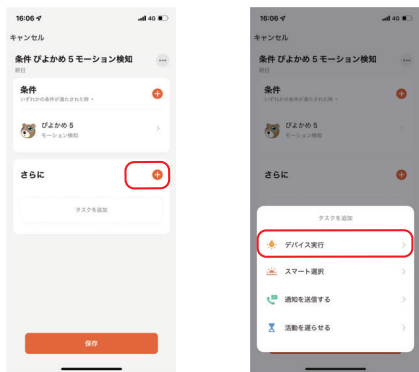 16:06
4G
キャンセル
条件 ぴよかめ 5 モーション検知
終日
条件
いずれかの条件が満たされた時
ぴよかめ 5
モーション検知
さらに
タスクを追加
保存
16:06
4G
キャンセル
条件 ぴよかめ 5 モーション検知
終日
条件
いずれかの条件が満たされた時
ぴよかめ 5
モーション検知
さらに
タスクを追加
デバイス実行
スマート選択
通知を送信する
活動を遅らせる